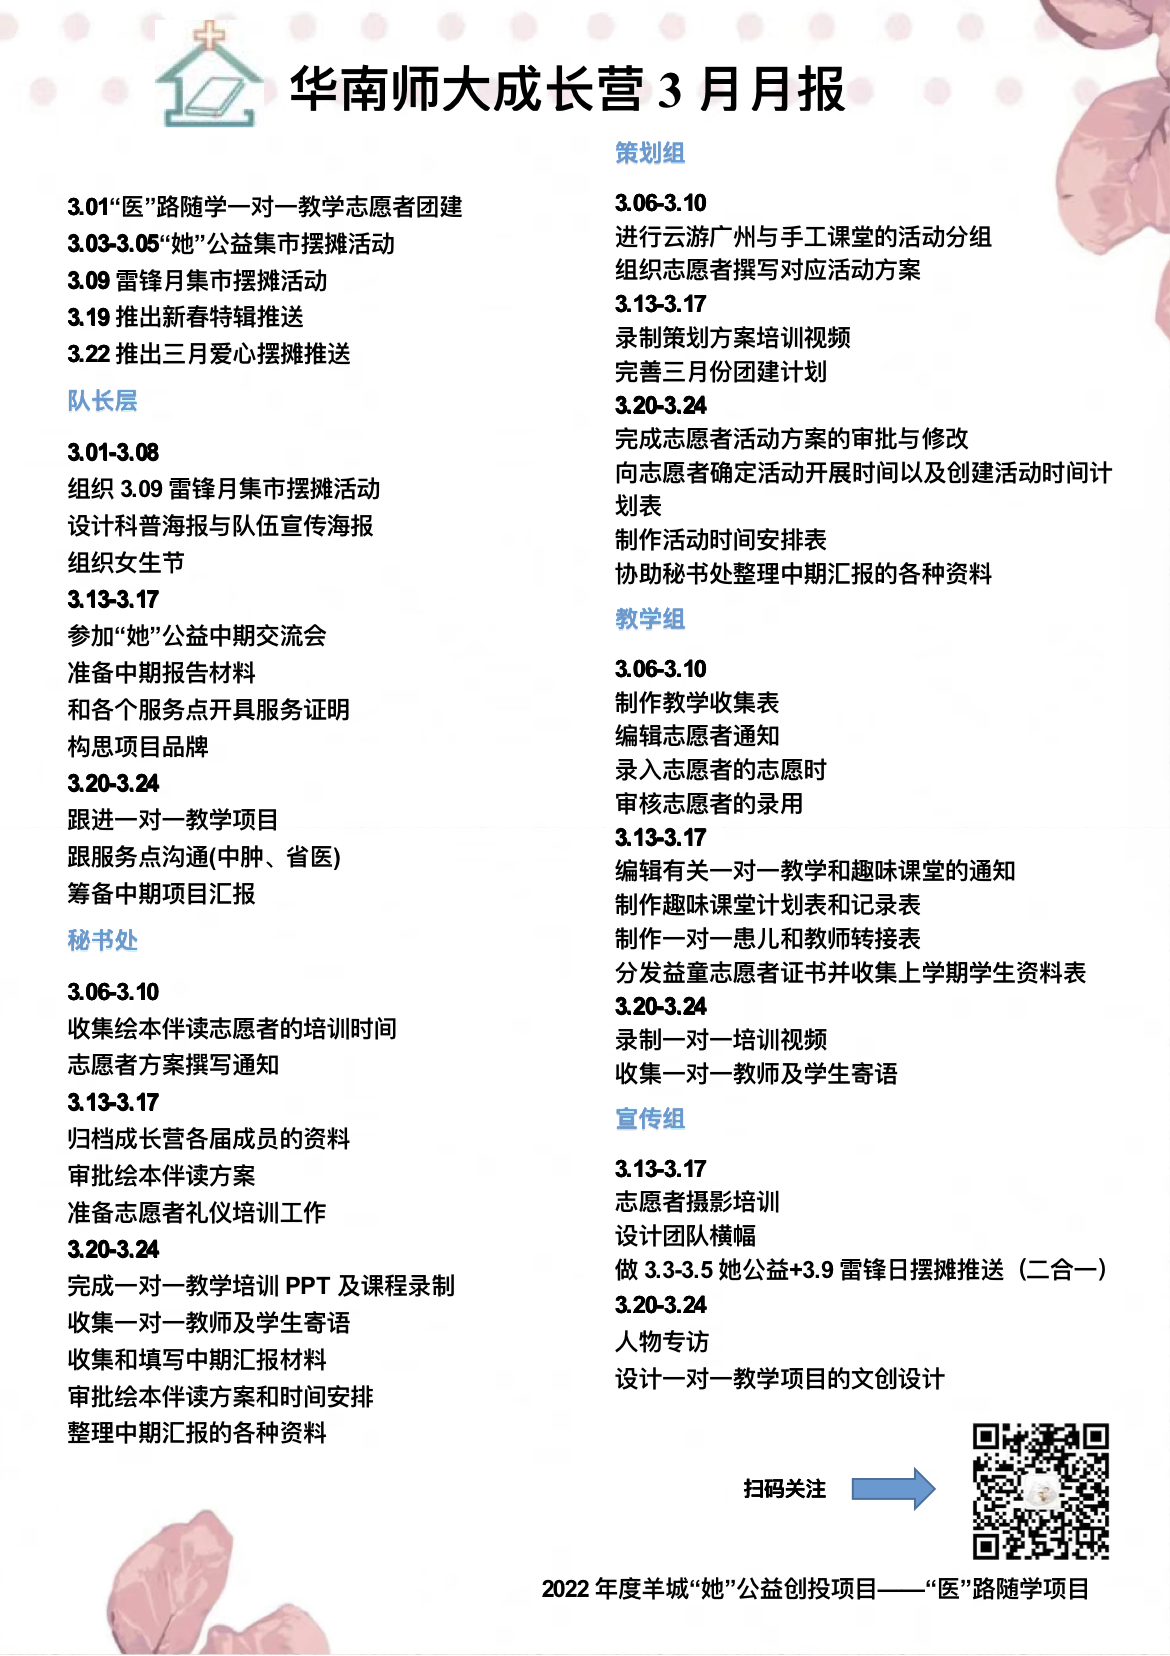 华南师大成长营 3 月月报
3.01“医”路随学一对一教学志愿者团建
3.03-3.05“她”公益集市摆摊活动
3.09 雷锋月集市摆摊活动
3.19 推出新春特辑推送
3.22 推出三月爱心摆摊推送
队长层
3.01-3.08
组织 3.09 雷锋月集市摆摊活动
设计科普海报与队伍宣传海报
组织女生节
3.13-3.17
参加“她”公益中期交流会
准备中期报告材料
和各个服务点开具服务证明
构思项目品牌
3.20-3.24
跟进一对一教学项目
跟服务点沟通(中肿、省医)
筹备中期项目汇报
秘书处
3.06-3.10
收集绘本伴读志愿者的培训时间
志愿者方案撰写通知
3.13-3.17
归档成长营各届成员的资料
审批绘本伴读方案
准备志愿者礼仪培训工作
3.20-3.24
完成一对一教学培训 PPT 及课程录制
收集一对一教师及学生寄语
收集和填写中期汇报材料
审批绘本伴读方案和时间安排
整理中期汇报的各种资料
策划组
3.06-3.10
进行云游广州与手工课堂的活动分组
组织志愿者撰写对应活动方案
3.13-3.17
录制策划方案培训视频
完善三月份团建计划
3.20-3.24
完成志愿者活动方案的审批与修改
向志愿者确定活动开展时间以及创建活动时间计
划表
制作活动时间安排表
协助秘书处整理中期汇报的各种资料
教学组
3.06-3.10
制作教学收集表
编辑志愿者通知
录入志愿者的志愿时
审核志愿者的录用
3.13-3.17
编辑有关一对一教学和趣味课堂的通知
制作趣味课堂计划表和记录表
制作一对一患儿和教师转接表
分发益童志愿者证书并收集上学期学生资料表
3.20-3.24
录制一对一培训视频
收集一对一教师及学生寄语
宣传组
3.13-3.17
志愿者摄影培训
设计团队横幅
做 3.3-3.5 她公益+3.9 雷锋日摆摊推送（二合一）
3.20-3.24
人物专访
设计一对一教学项目的文创设计
扫码关注
2022 年度羊城“她”公益创投项目——“医”路随学项目